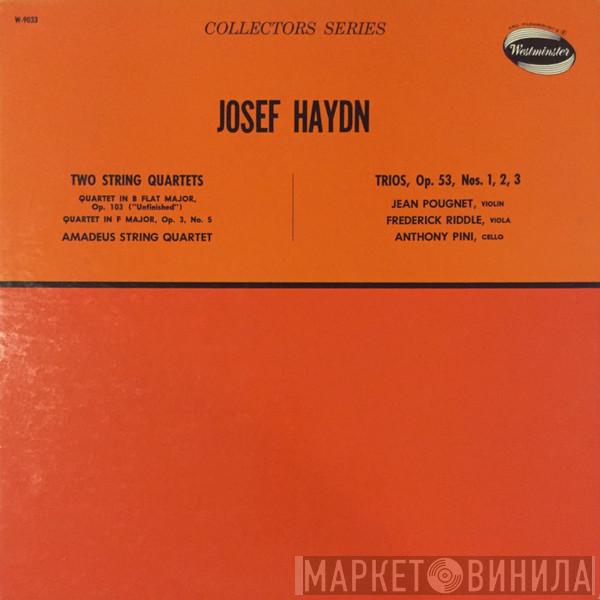 W-9033
COLLECTORS SERIES
Westminster
JOSEF HAYDN
TWO STRING QUARTETS
QUARTET IN B FLAT MAJOR,
Op. 103 ("Unfinished")
QUARTET IN F MAJOR, Op. 3, No. 5
AMADEUS STRING QUARTET
TRIOS, Op. 53, Nos. 1, 2, 3
JEAN POUGNET, VIOLIN
FREDERICK RIDDLE, VIOLA
ANTHONY PINI, CELLO
МАРКЕТ ВИНИЛА